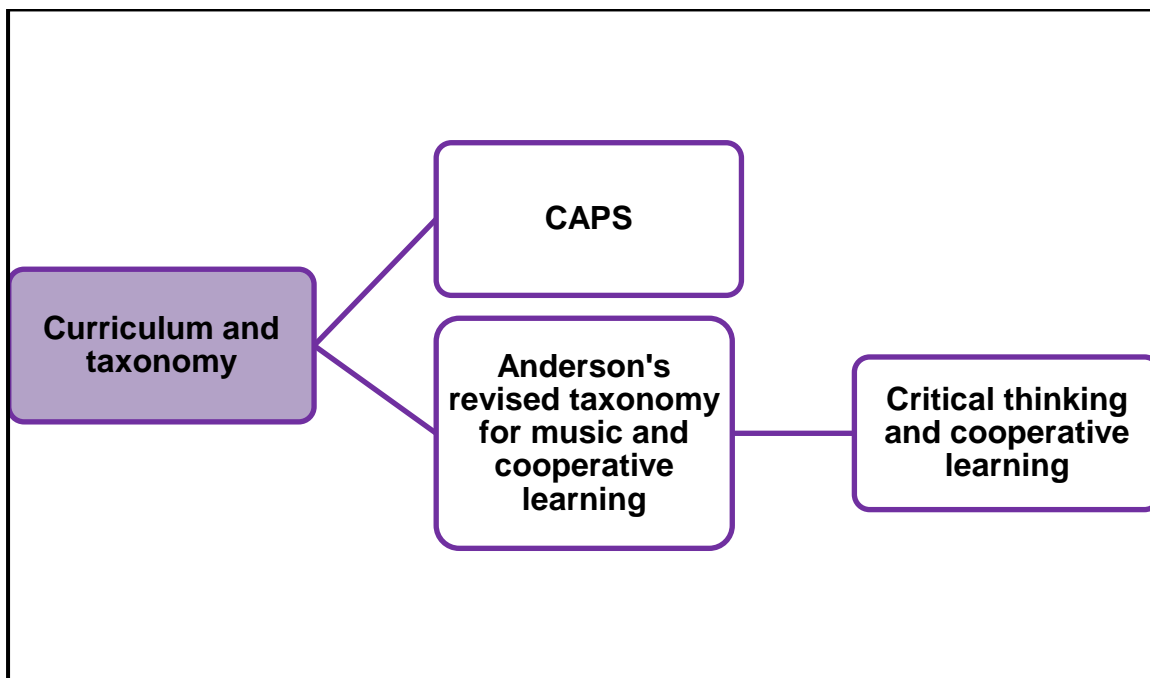 CAPS
Curriculum and
taxonomy
Anderson's
revised taxonomy
for music and
cooperative
learning
Critical thinking
and cooperative
learning